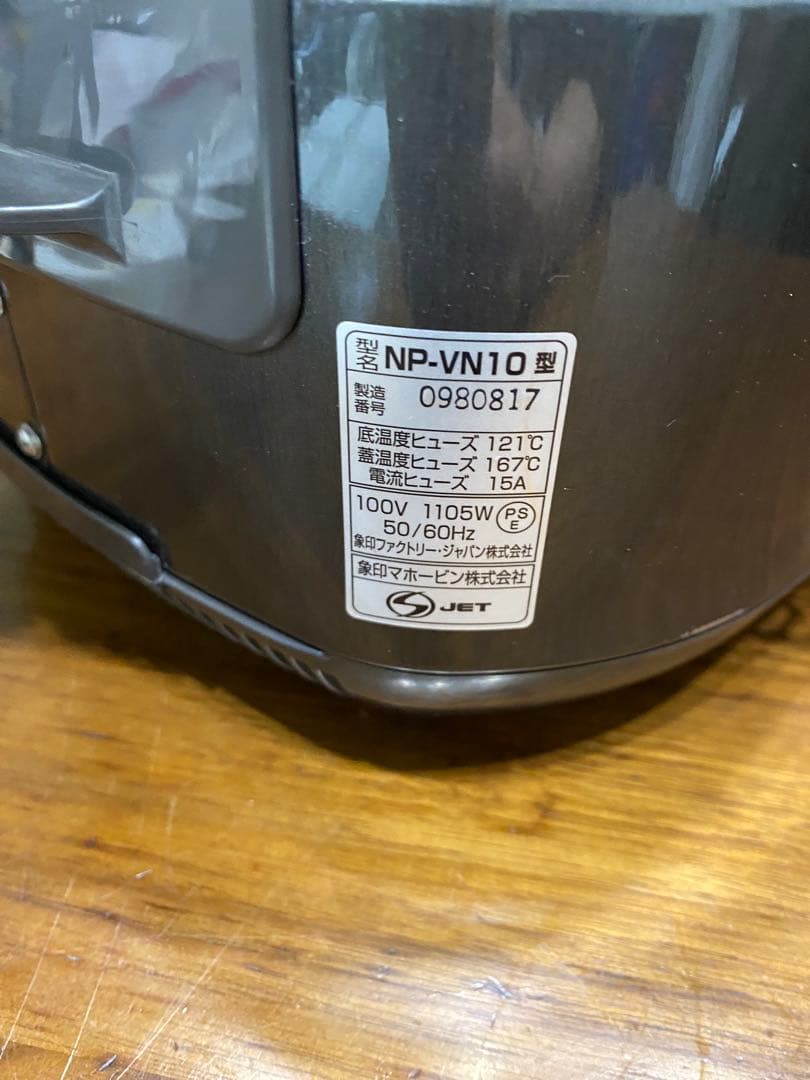 型名 NP-VN10 型
製造番号 0980817
底温度ヒューズ 121℃
蓋温度ヒューズ 167℃
電流ヒューズ 15A
100V 1105W PSE
50/60Hz
象印ファクトリー・ジャパン株式会社
象印マホービン株式会社
S JET